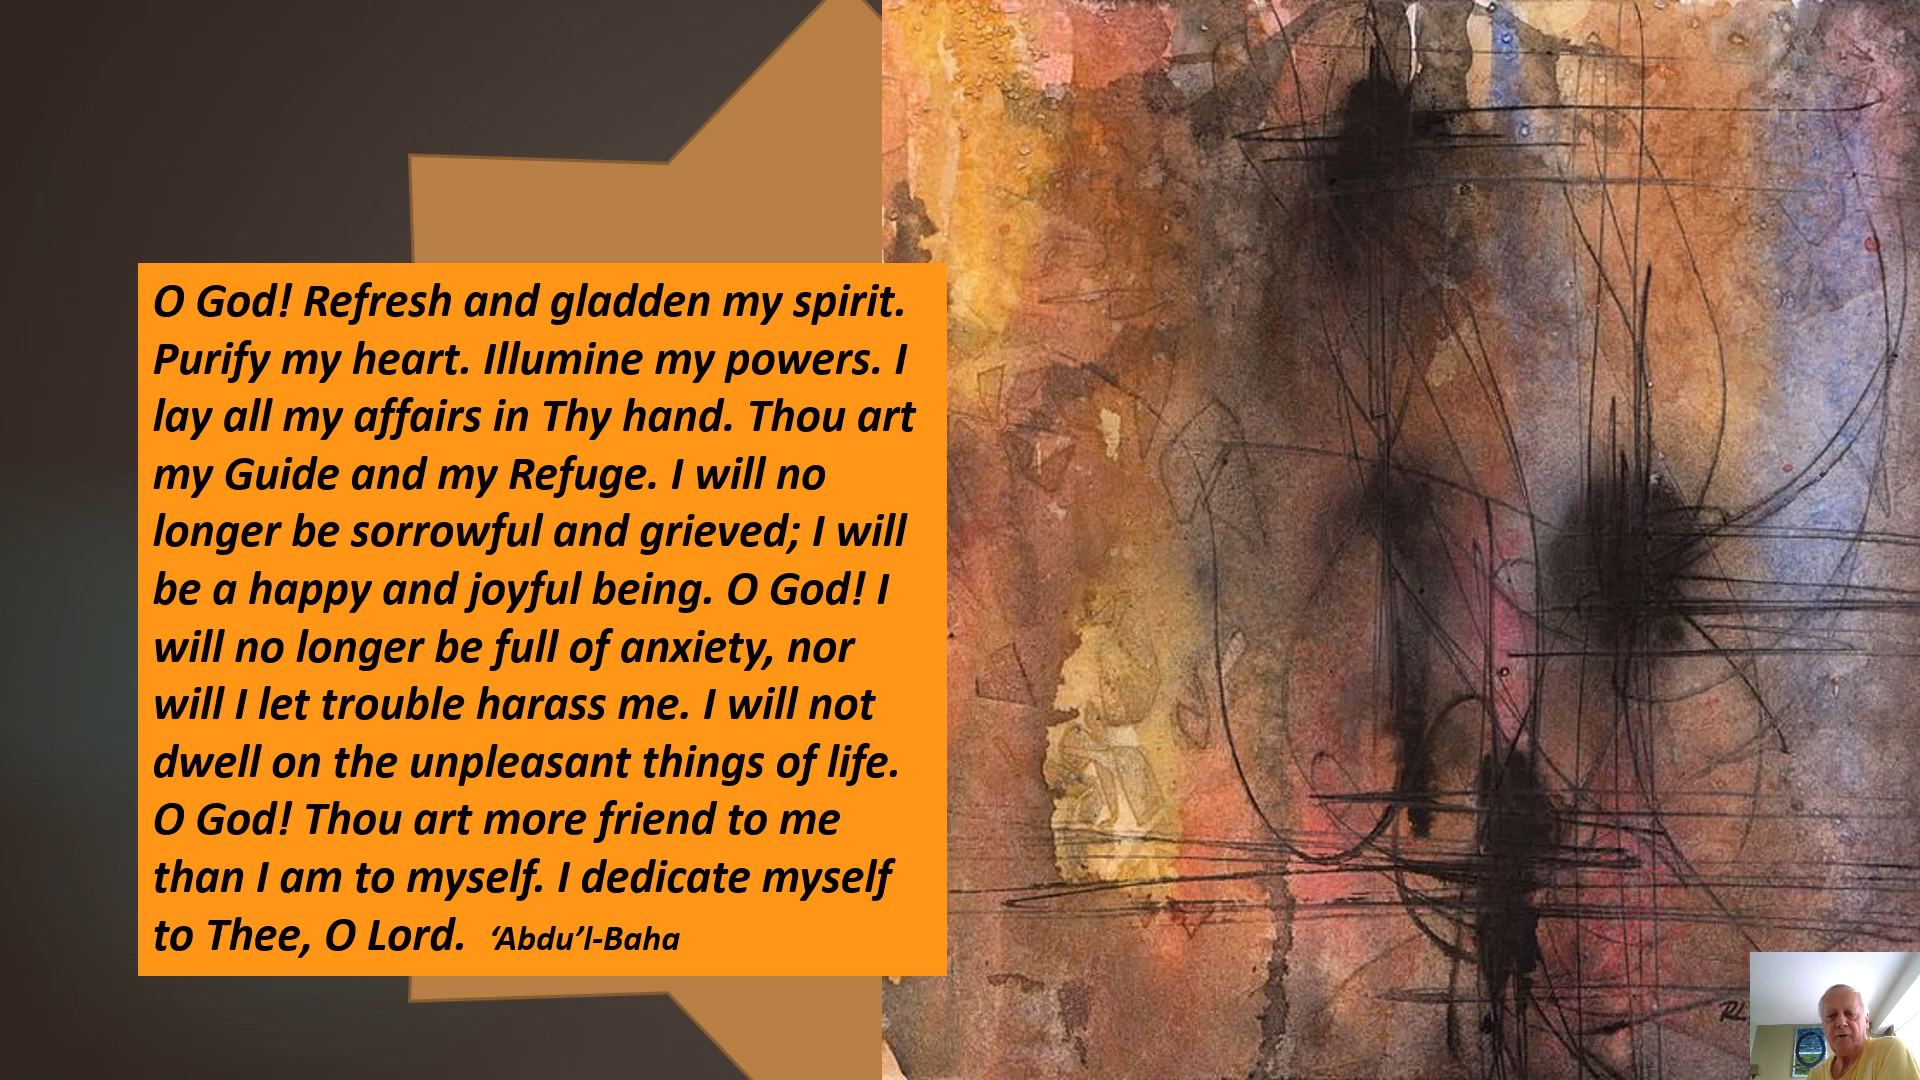 O God! Refresh and gladden my spirit.
Purify my heart. Illumine my powers. I
lay all my affairs in Thy hand. Thou art
my Guide and my Refuge. I will no
longer be sorrowful and grieved; I will
be a happy and joyful being. O God! I
will no longer be full of anxiety, nor
will I let trouble harass me. I will not
dwell on the unpleasant things of life.
O God! Thou art more friend to me
than I am to myself. I dedicate myself
to Thee, O Lord. ‘Abdu’l-Baha